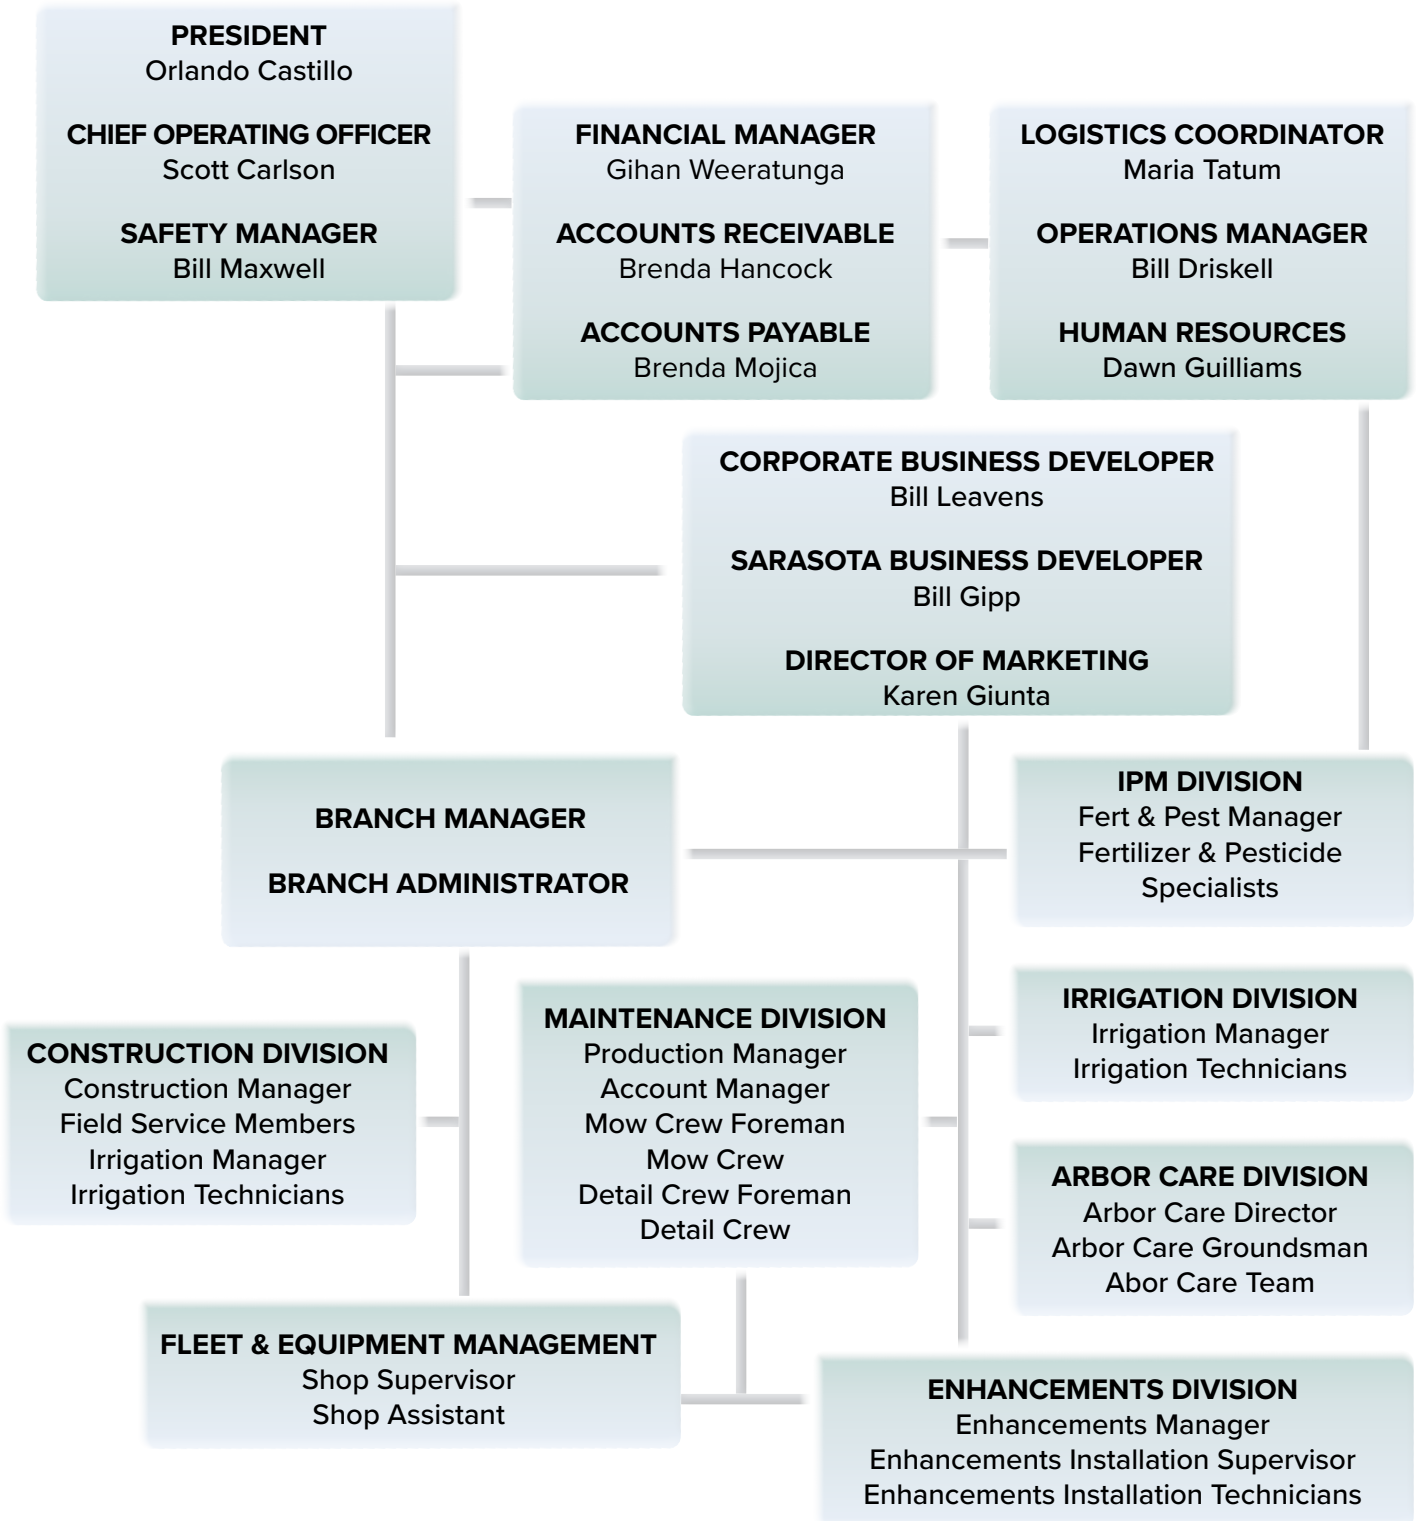 PRESIDENT
Orlando Castillo
CHIEF OPERATING OFFICER
Scott Carlson
SAFETY MANAGER
Bill Maxwell
FINANCIAL MANAGER
Gihan Weeratunga
ACCOUNTS RECEIVABLE
Brenda Hancock
ACCOUNTS PAYABLE
Brenda Mojica
LOGISTICS COORDINATOR
Maria Tatum
OPERATIONS MANAGER
Bill Driskell
HUMAN RESOURCES
Dawn Guilliams
CORPORATE BUSINESS DEVELOPER
Bill Leavens
SARASOTA BUSINESS DEVELOPER
Bill Gipp
DIRECTOR OF MARKETING
Karen Giunta
BRANCH MANAGER
BRANCH ADMINISTRATOR
IPM DIVISION
Fert & Pest Manager
Fertilizer & Pesticide
Specialists
CONSTRUCTION DIVISION
Construction Manager
Field Service Members
Irrigation Manager
Irrigation Technicians
MAINTENANCE DIVISION
Production Manager
Account Manager
Mow Crew Foreman
Mow Crew
Detail Crew Foreman
Detail Crew
IRRIGATION DIVISION
Irrigation Manager
Irrigation Technicians
ARBOR CARE DIVISION
Arbor Care Director
Arbor Care Groundsman
Abor Care Team
FLEET & EQUIPMENT MANAGEMENT
Shop Supervisor
Shop Assistant
ENHANCEMENTS DIVISION
Enhancements Manager
Enhancements Installation Supervisor
Enhancements Installation Technicians